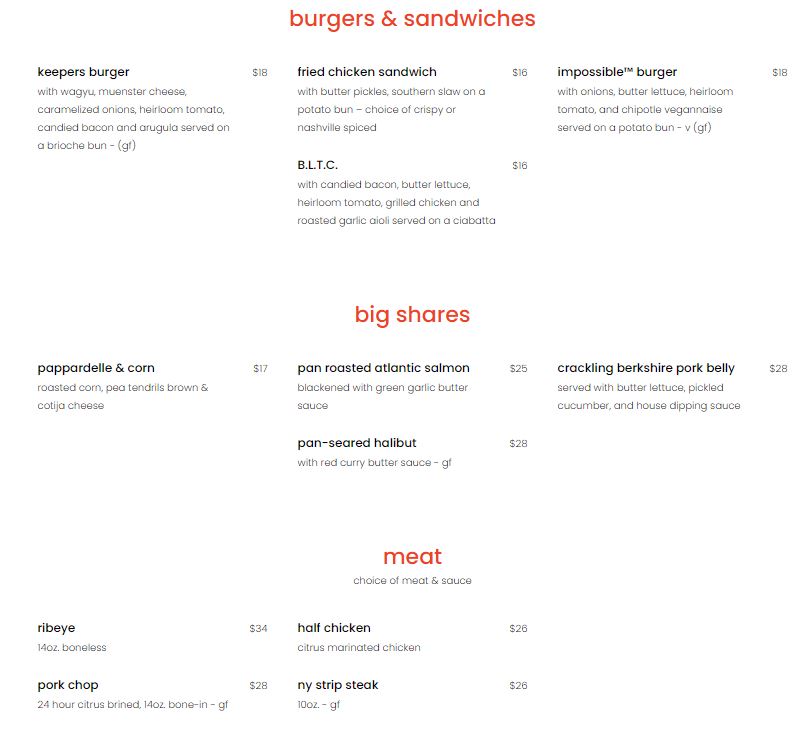 burgers & sandwiches
keepers burger $18
with wagyu, muenster cheese,
caramelized onions, heirloom tomato,
candied bacon and arugula served on
a brioche bun - (gf)
fried chicken sandwich $16
with butter pickles, southern slaw on a
potato bun – choice of crispy or
nashville spiced
B.L.T.C. $16
with candied bacon, butter lettuce,
heirloom tomato, grilled chicken and
roasted garlic aioli served on a ciabatta
impossible™ burger $18
with onions, butter lettuce, heirloom
tomato, and chipotle vegannaise
served on a potato bun - v (gf)
big shares
pappardelle & corn $17
roasted corn, pea tendrils brown &
cotija cheese
pan roasted atlantic salmon $25
blackened with green garlic butter
sauce
pan-seared halibut $28
with red curry butter sauce - gf
crackling berkshire pork belly $28
served with butter lettuce, pickled
cucumber, and house dipping sauce
meat
choice of meat & sauce
ribeye $34
14oz. boneless
pork chop $28
24 hour citrus brined, 14oz. bone-in - gf
half chicken $26
citrus marinated chicken
ny strip steak $26
10oz. - gf